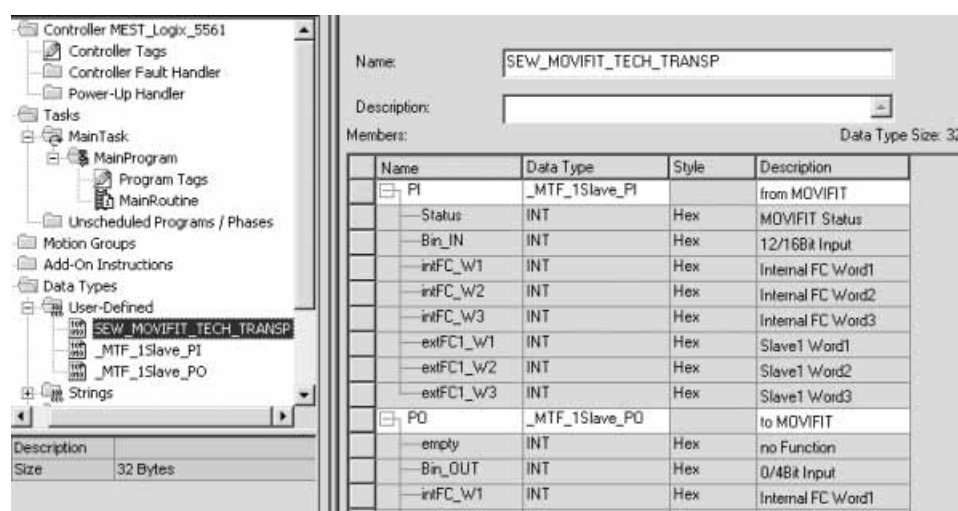 Controller MEST_Logix_5561
Controller Tags
Controller Fault Handler
Power-Up Handler
Tasks
MainTask
MainProgram
Program Tags
MainRoutine
Unscheduled Programs / Phases
Motion Groups
Add-On Instructions
Data Types
User-Defined
SEW_MOVIFIT_TECH_TRANSP
_MTF_1Slave_PI
_MTF_1Slave_PO
Strings
Description
Size 32 Bytes
Name: SEW_MOVIFIT_TECH_TRANSP
Description:
Members: Data Type Size: 32
Name Data Type Style Description
PI _MTF_1Slave_PI from MOVIFIT
Status INT Hex MOVIFIT Status
Bin_IN INT Hex 12/16Bit Input
intFC_W1 INT Hex Internal FC Word1
intFC_W2 INT Hex Internal FC Word2
intFC_W3 INT Hex Internal FC Word3
extFC1_W1 INT Hex Slave1 Word1
extFC1_W2 INT Hex Slave1 Word2
extFC1_W3 INT Hex Slave1 Word3
PO _MTF_1Slave_PO to MOVIFIT
empty INT Hex no Function
Bin_OUT INT Hex 0/4Bit Input
intFC_W1 INT Hex Internal FC Word1